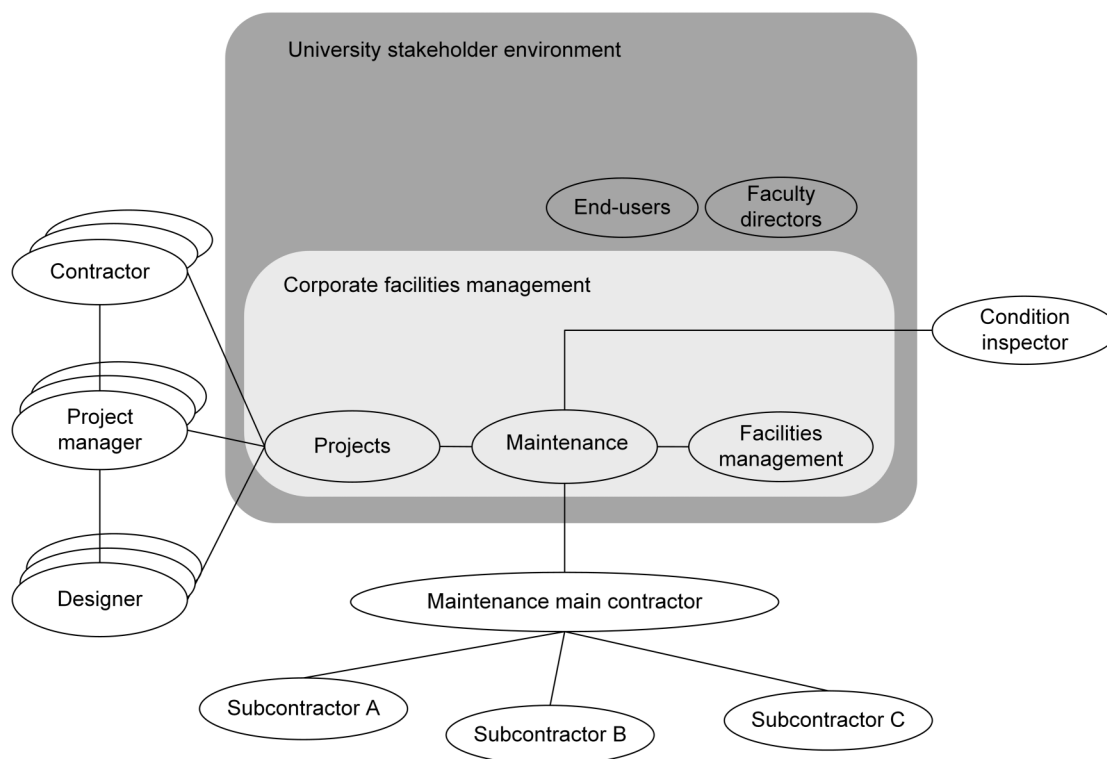 University stakeholder environment
End-users
Faculty
directors
Contractor
Corporate facilities management
Condition
inspector
Project
manager
Projects
Maintenance
Facilities
management
Designer
Maintenance main contractor
Subcontractor A
Subcontractor B
Subcontractor C